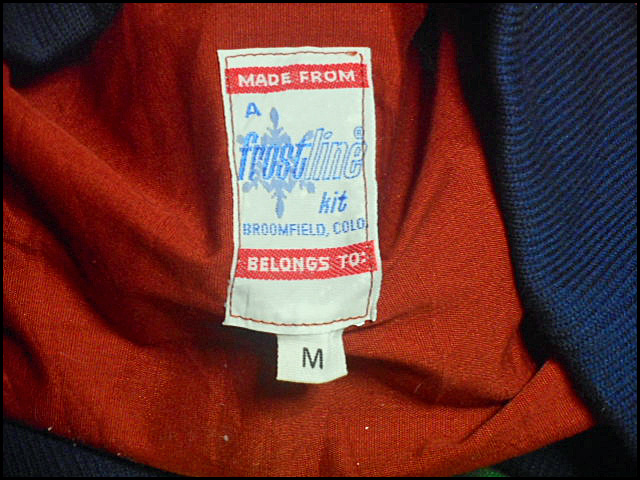 MADE FROM
A
frostline®
kit
BROOMFIELD, COLO.
BELONGS TO:
M